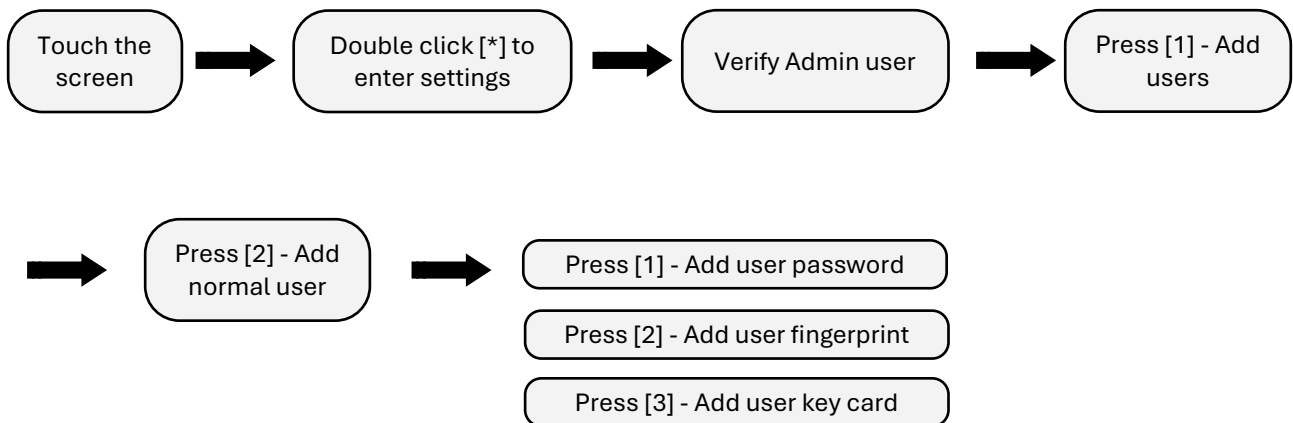 Touch the
screen
Double click [*] to
enter settings
Verify Admin user
Press [1] - Add
users
Press [2] - Add
normal user
Press [1] - Add user password
Press [2] - Add user fingerprint
Press [3] - Add user key card